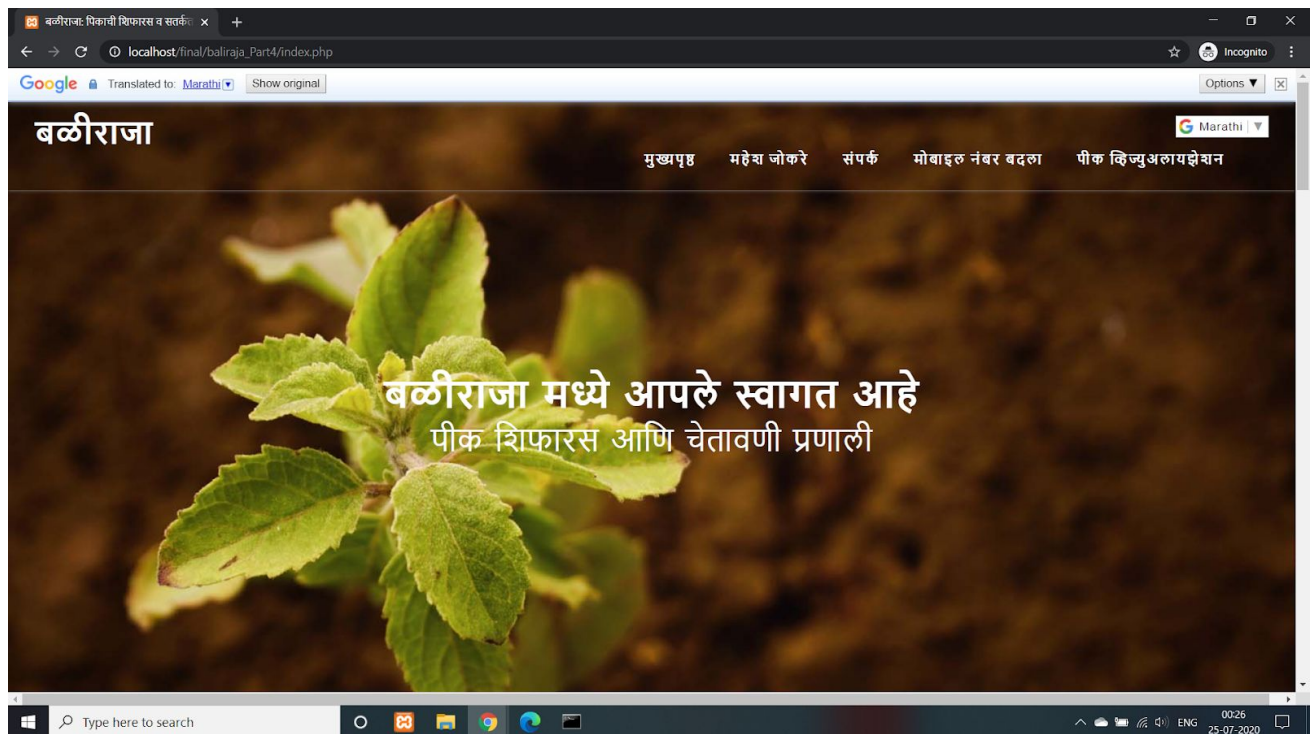 बळीराजा: पिकाची शिफारस व सतर्क
localhost/final/baliraja_Part4/index.php
Incognito
Google Translated to: Marathi Show original
Options ▼
बळीराजा
G Marathi ▼
मुख्यपृष्ठ महेश जोकरे संपर्क मोबाइल नंबर बदला पीक व्हिज्युअलायझेशन
बळीराजा मध्ये आपले स्वागत आहे
पीक शिफारस आणि चेतावणी प्रणाली
Type here to search
ENG
00:26
25-07-2020